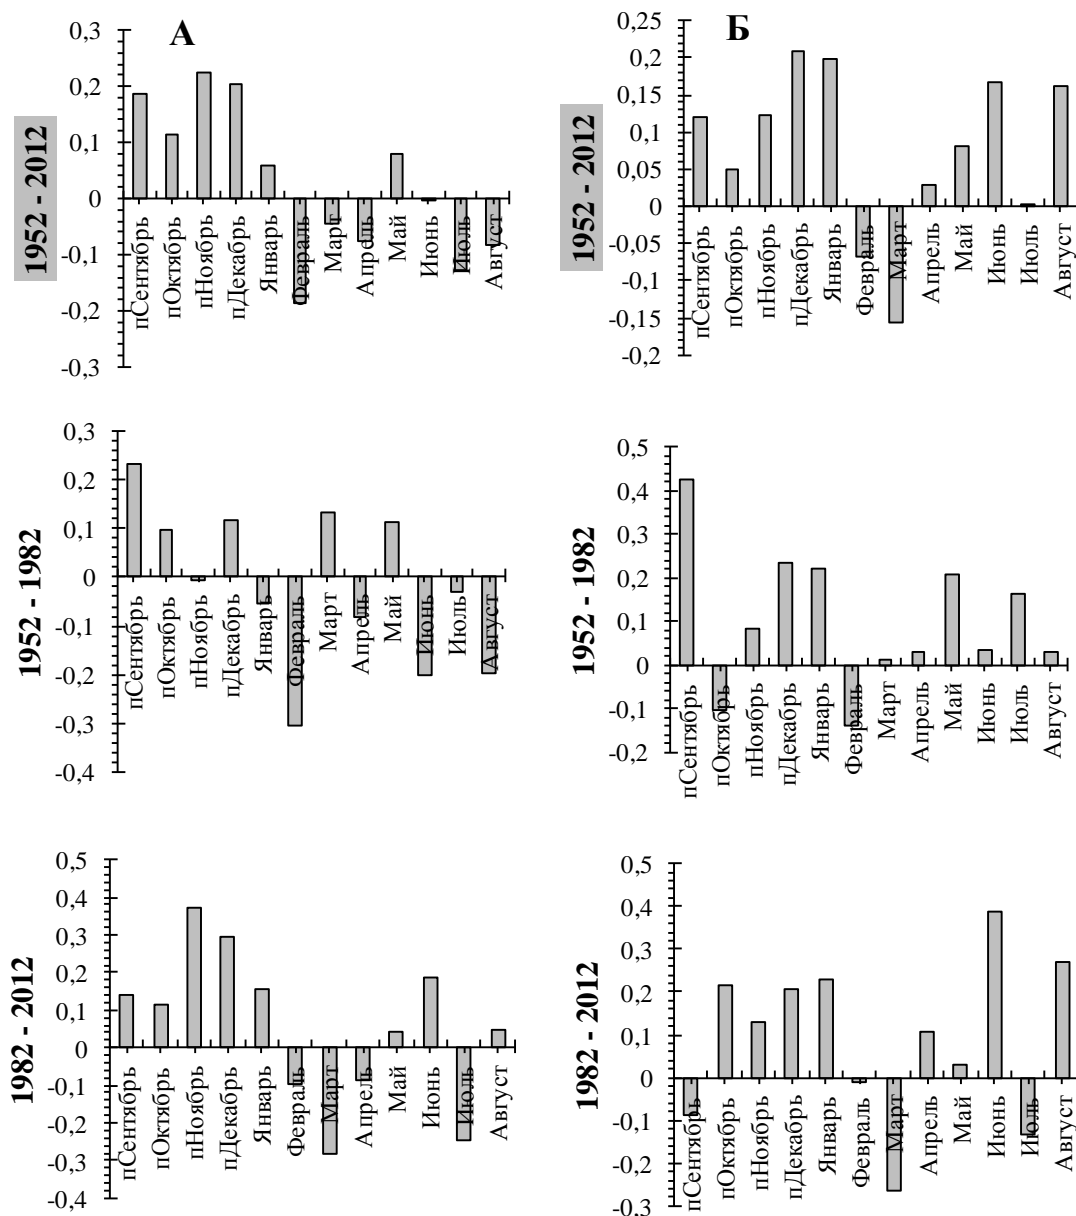 А
1952 - 2012
0,3
0,2
0,1
0
-0,1
-0,2
-0,3
пСентябрь
пОктябрь
пНоябрь
пДекабрь
Январь
Февраль
Март
Апрель
Май
Июнь
Июль
Август
Б
1952 - 2012
0,25
0,2
0,15
0,1
0,05
0
-0,05
-0,1
-0,15
-0,2
пСентябрь
пОктябрь
пНоябрь
пДекабрь
Январь
Февраль
Март
Апрель
Май
Июнь
Июль
Август
1952 - 1982
0,3
0,2
0,1
0
-0,1
-0,2
-0,3
-0,4
пСентябрь
пОктябрь
пНоябрь
пДекабрь
Январь
Февраль
Март
Апрель
Май
Июнь
Июль
Август
1952 - 1982
0,5
0,4
0,3
0,2
0,1
0
-0,1
-0,2
пСентябрь
пОктябрь
пНоябрь
пДекабрь
Январь
Февраль
Март
Апрель
Май
Июнь
Июль
Август
1982 - 2012
0,5
0,4
0,3
0,2
0,1
0
-0,1
-0,2
-0,3
-0,4
пСентябрь
пОктябрь
пНоябрь
пДекабрь
Январь
Февраль
Март
Апрель
Май
Июнь
Июль
Август
1982 - 2012
0,5
0,4
0,3
0,2
0,1
0
-0,1
-0,2
-0,3
пСентябрь
пОктябрь
пНоябрь
пДекабрь
Январь
Февраль
Март
Апрель
Май
Июнь
Июль
Август